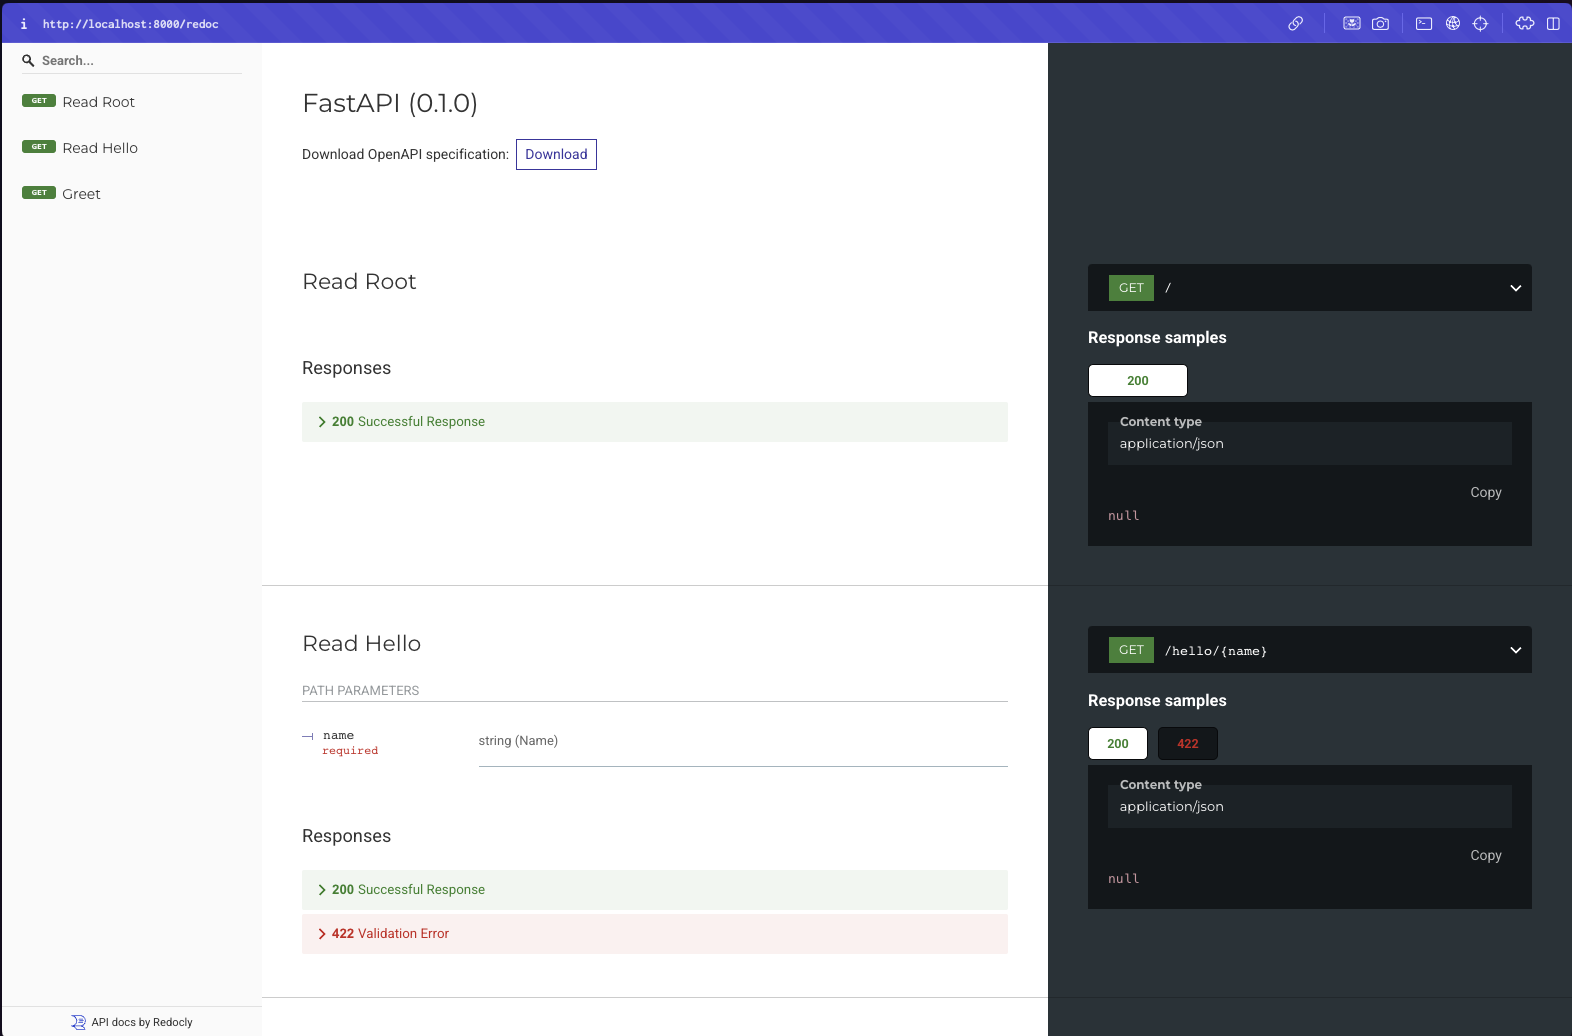 http://localhost:8000/redoc
Search...
GET Read Root
GET Read Hello
GET Greet
API docs by Redocly
FastAPI (0.1.0)
Download OpenAPI specification: Download
Read Root
Responses
200 Successful Response
GET /
Response samples
200
Content type
application/json
Copy
null
Read Hello
PATH PARAMETERS
name
required
string (Name)
Responses
200 Successful Response
422 Validation Error
GET /hello/{name}
Response samples
200 422
Content type
application/json
Copy
null